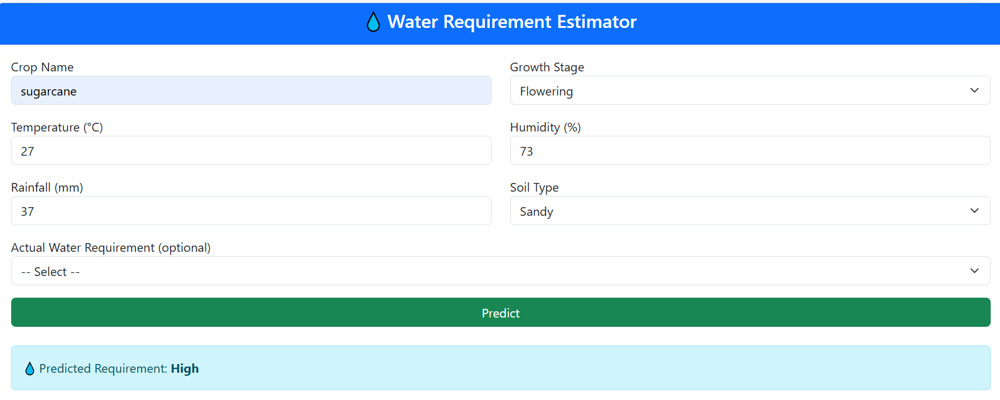 Water Requirement Estimator
Crop Name
sugarcane
Growth Stage
Flowering
Temperature (°C)
27
Humidity (%)
73
Rainfall (mm)
37
Soil Type
Sandy
Actual Water Requirement (optional)
-- Select --
Predict
Predicted Requirement: High